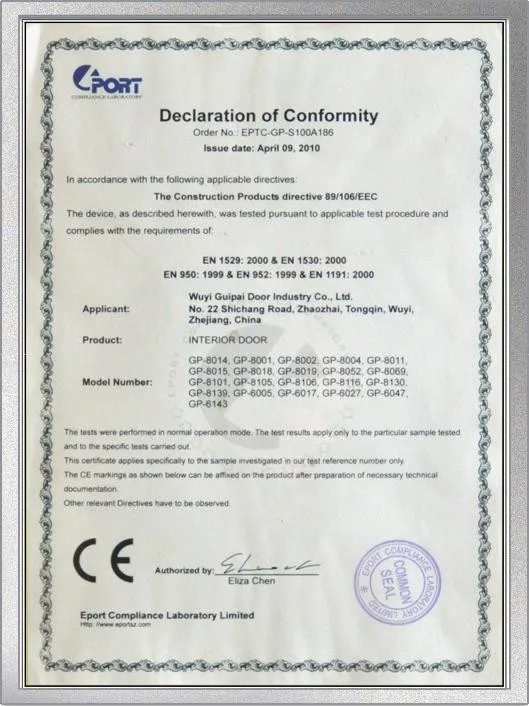 EPORT
COMPLIANCE LABORATORY
Declaration of Conformity
Order No.: EPTC-GP-S100A186
Issue date: April 09, 2010
In accordance with the following applicable directives:
The Construction Products directive 89/106/EEC
The device, as described herewith, was tested pursuant to applicable test procedure and
complies with the requirements of:
EN 1529: 2000 & EN 1530: 2000
EN 950: 1999 & EN 952: 1999 & EN 1191: 2000
Applicant: Wuyi Guipai Door Industry Co., Ltd.
No. 22 Shichang Road, Zhaozhai, Tongqin, Wuyi,
Zhejiang, China
Product: INTERIOR DOOR
GP-8014, GP-8001, GP-8002, GP-8004, GP-8011,
GP-8015, GP-8018, GP-8019, GP-8052, GP-8069,
Model Number: GP-8101, GP-8105, GP-8106, GP-8116, GP-8130,
GP-8139, GP-6005, GP-6017, GP-6027, GP-6047,
GP-6143
The tests were performed in normal operation mode. The test results apply only to the particular sample tested
and to the specific tests carried out.
This certificate applies specifically to the sample investigated in our test reference number only.
The CE markings as shown below can be affixed on the product after preparation of necessary technical
documentation.
Other relevant Directives have to be observed.
CE
Authorized by:
Eliza Chen
EPORT COMPLIANCE LABORATORY LIMITED
COMMON
SEAL
Eport Compliance Laboratory Limited
Http: //www.eportsz.com